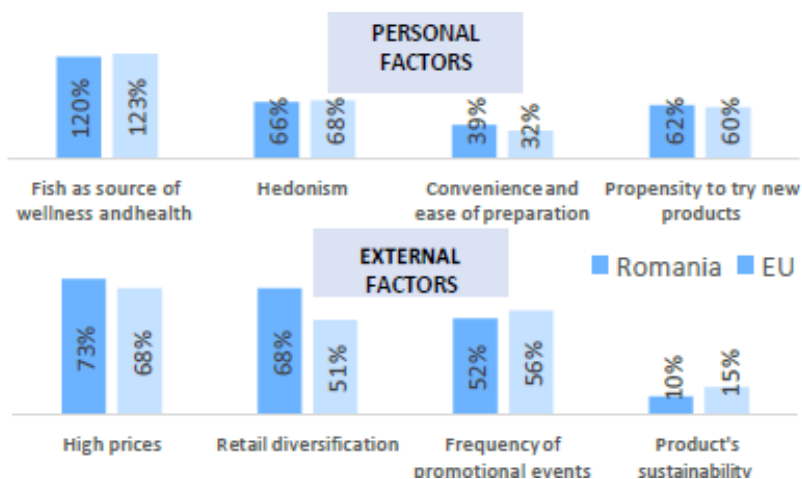 PERSONAL
FACTORS
120%
123%
66%
68%
39%
32%
62%
60%
Fish as source of
wellness andhealth
Hedonism
Convenience and
ease of preparation
Propensity to try new
products
EXTERNAL
FACTORS
Romania
EU
73%
68%
68%
51%
52%
56%
10%
15%
High prices
Retail diversification
Frequency of
promotional events
Product's
sustainability